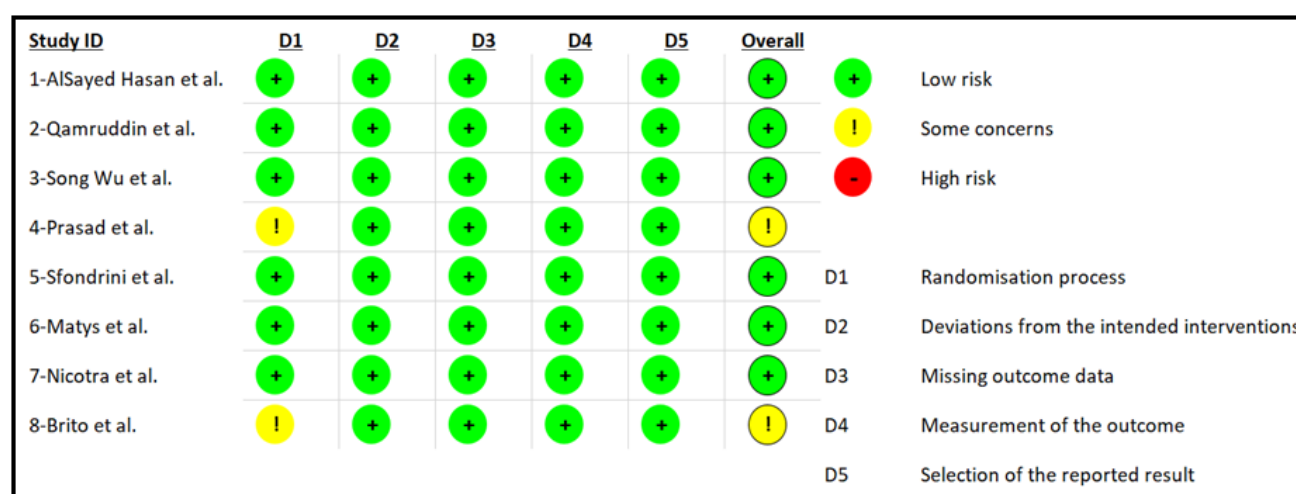 Study ID D1 D2 D3 D4 D5 Overall
1-AlSayed Hasan et al. + + + + + + + Low risk
2-Qamruddin et al. + + + + + + ! Some concerns
3-Song Wu et al. + + + + + + - High risk
4-Prasad et al. ! + + + + !
5-Sfondrini et al. + + + + + + D1 Randomisation process
6-Matys et al. + + + + + + D2 Deviations from the intended interventions
7-Nicotra et al. + + + + + + D3 Missing outcome data
8-Brito et al. ! + + + + ! D4 Measurement of the outcome
D5 Selection of the reported result